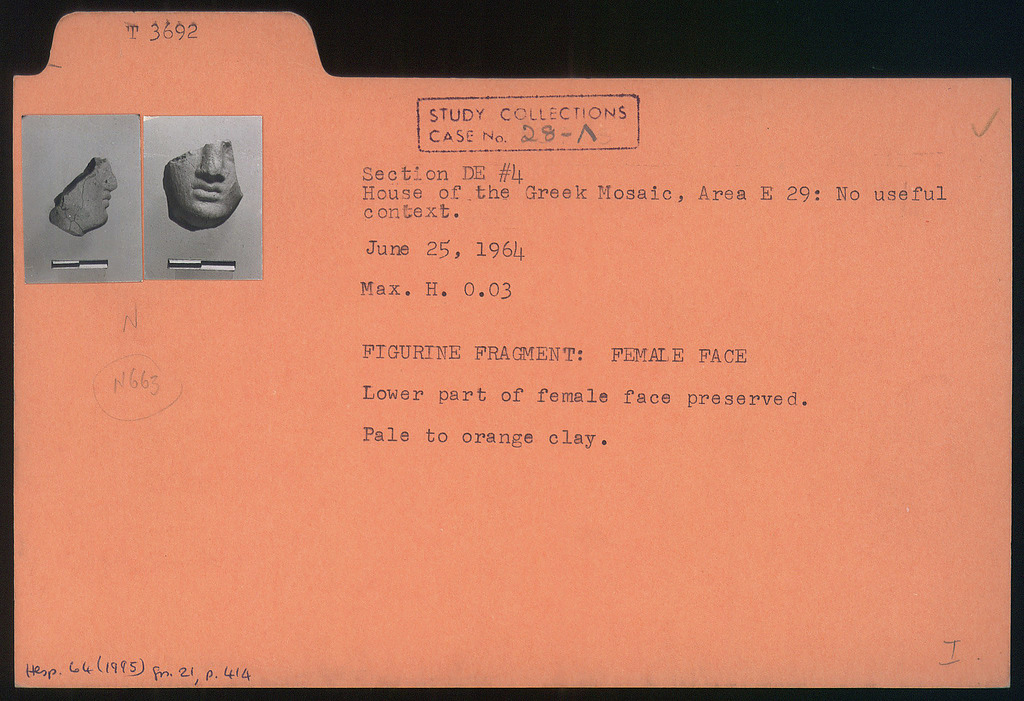 T 3692
STUDY COLLECTIONS
CASE No. 28-Λ
Section DE #4
House of the Greek Mosaic, Area E 29: No useful
context.
June 25, 1964
Max. H. 0.03
FIGURINE FRAGMENT: FEMALE FACE
Lower part of female face preserved.
Pale to orange clay.
N
N663
I
Hesp. 64 (1995) fn. 21, p. 414